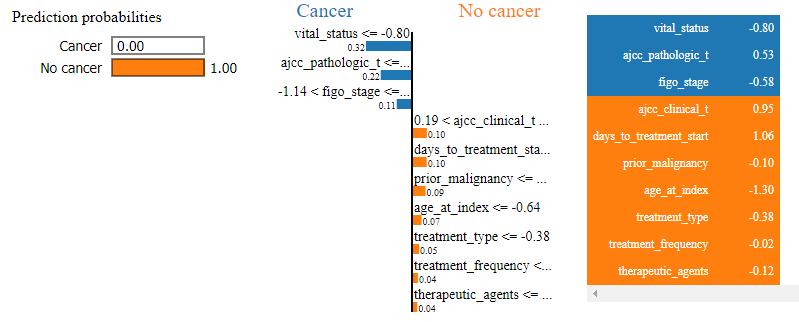 Prediction probabilities
Cancer 0.00
No cancer 1.00
Cancer No cancer
vital_status <= -0.80
0.32
ajcc_pathologic_t <=...
0.22
-1.14 < figo_stage <=...
0.11
0.19 < ajcc_clinical_t ...
0.10
days_to_treatment_sta...
0.10
prior_malignancy <= ...
0.09
age_at_index <= -0.64
0.07
treatment_type <= -0.38
0.05
treatment_frequency <...
0.04
therapeutic_agents <= ...
0.04
vital_status -0.80
ajcc_pathologic_t 0.53
figo_stage -0.58
ajcc_clinical_t 0.95
days_to_treatment_start 1.06
prior_malignancy -0.10
age_at_index -1.30
treatment_type -0.38
treatment_frequency -0.02
therapeutic_agents -0.12